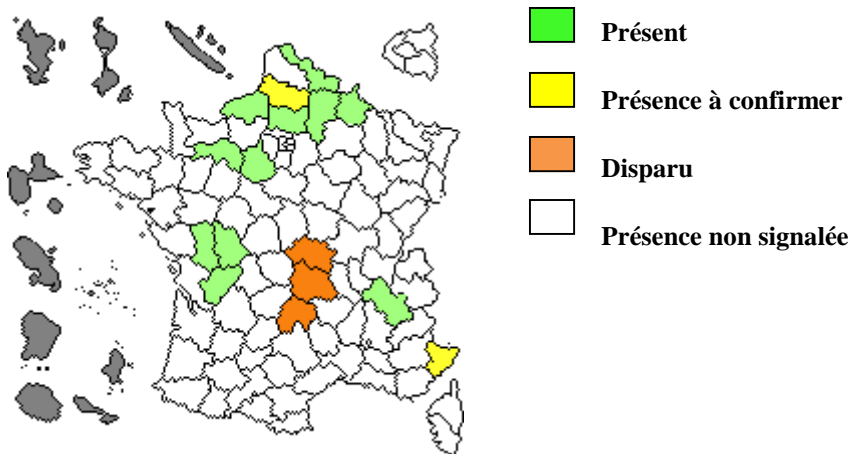 Présent
Présence à confirmer
Disparu
Présence non signalée